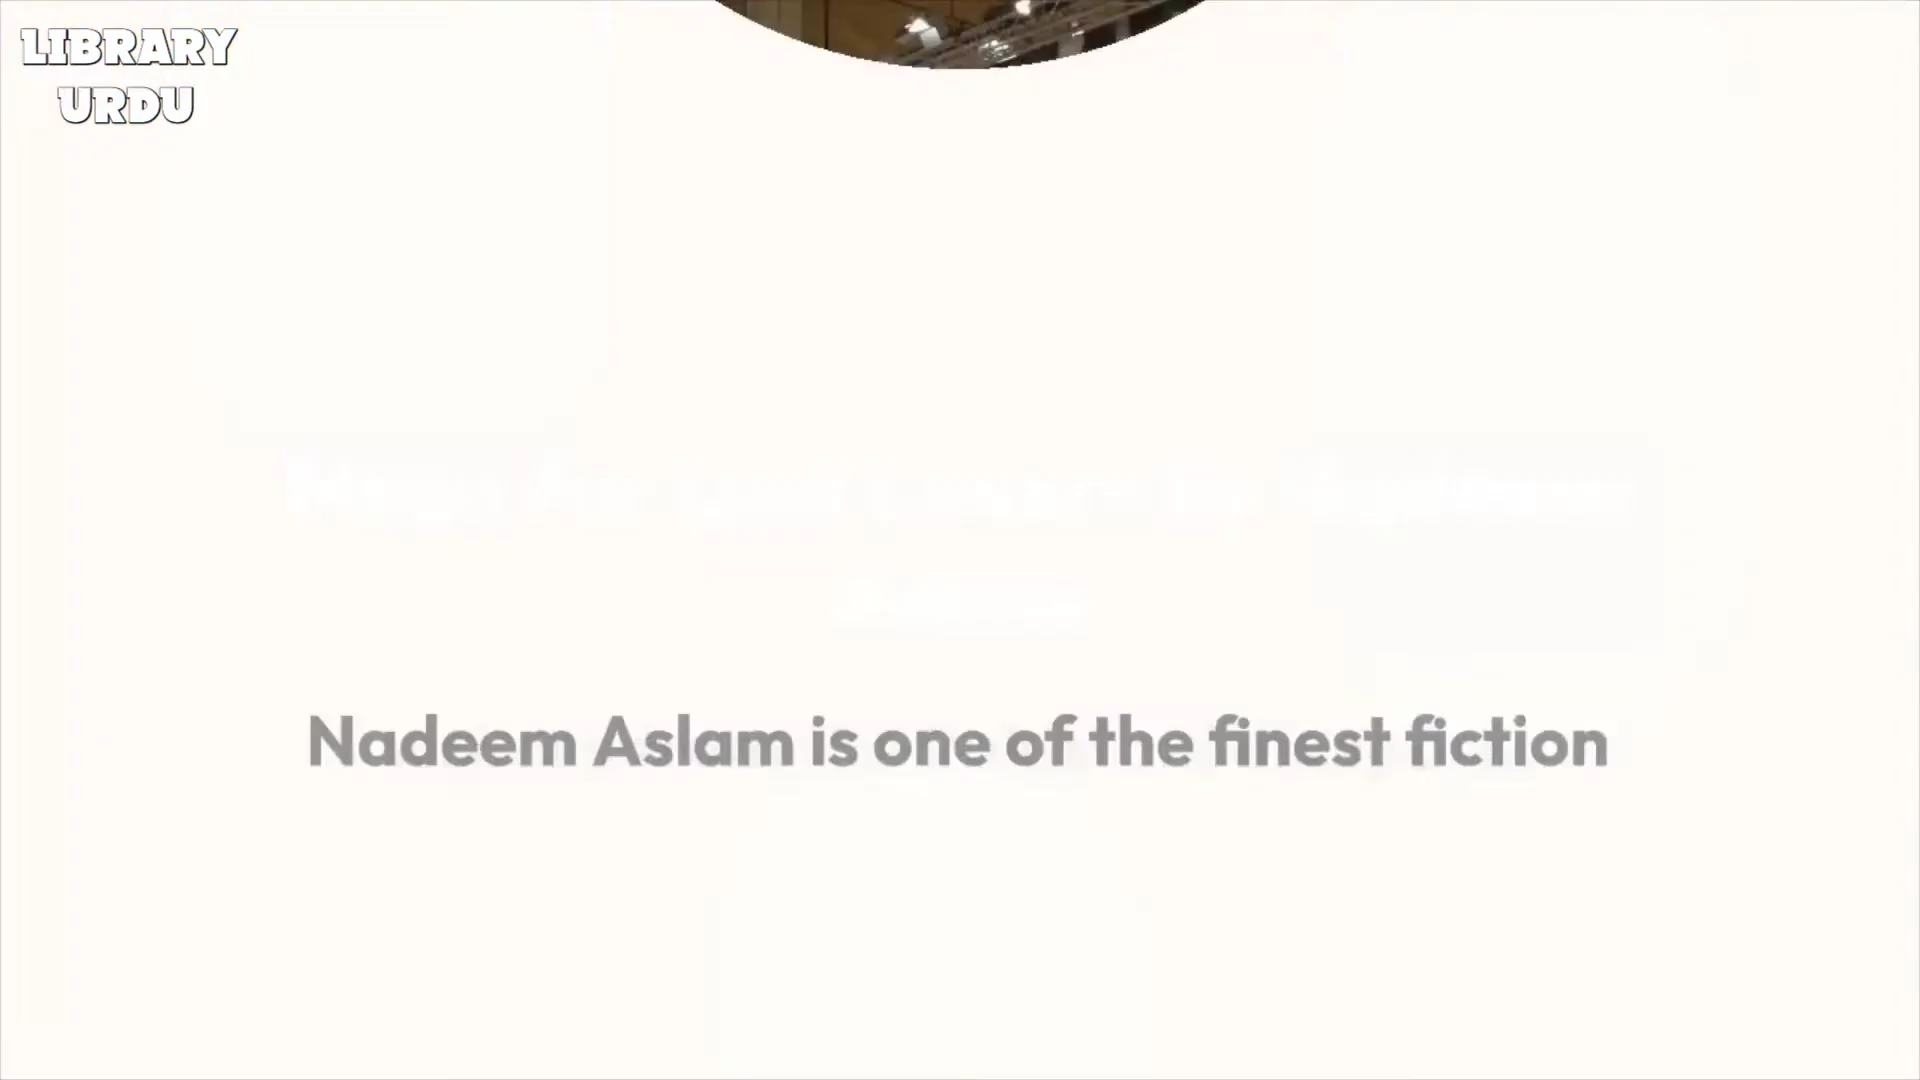 LIBRARY
URDU
Nadeem Aslam is one of the finest fiction